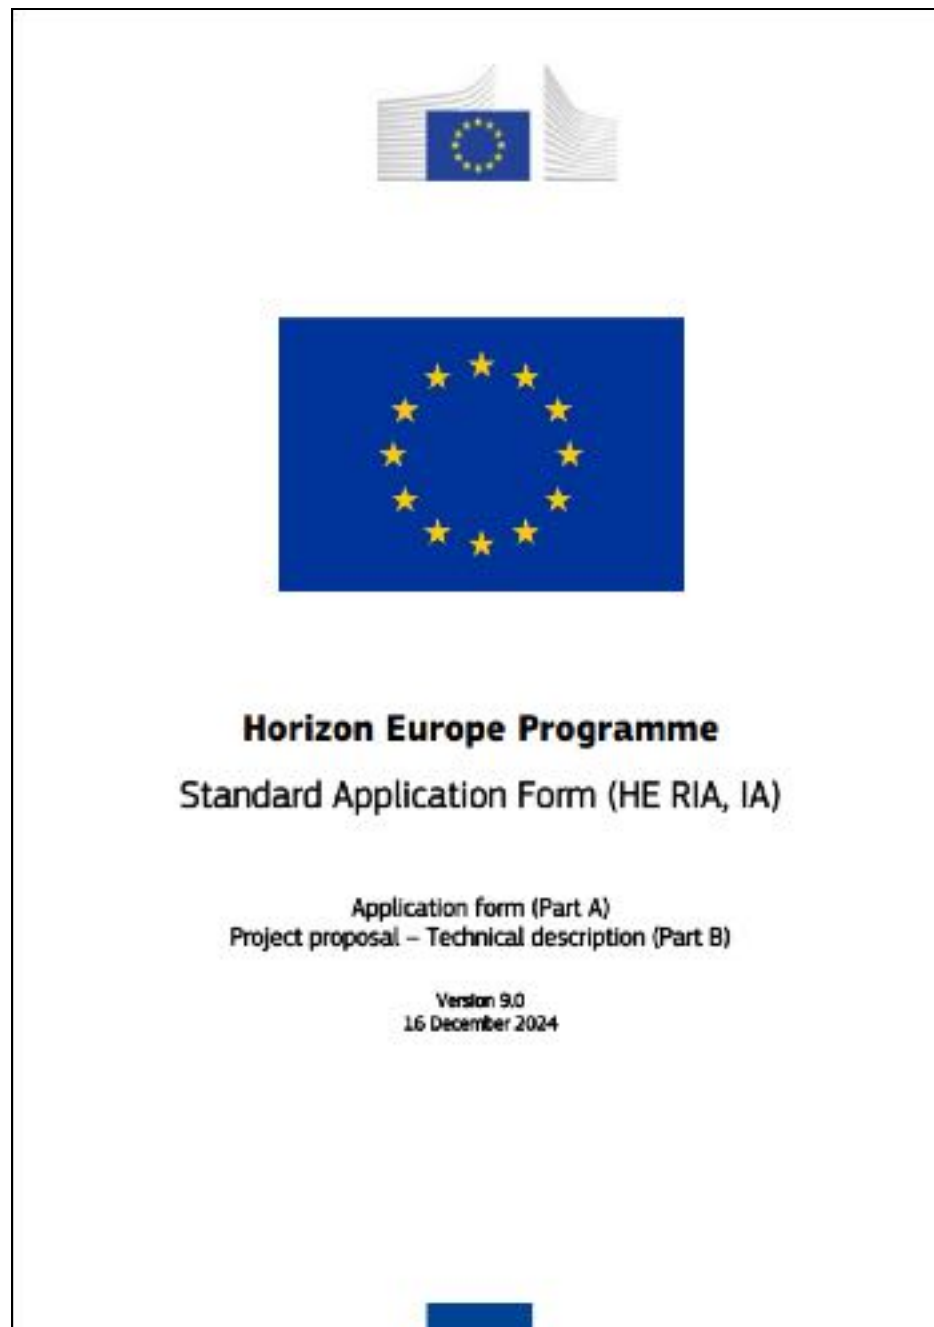 Horizon Europe Programme
Standard Application Form (HE RIA, IA)
Application form (Part A)
Project proposal – Technical description (Part B)
Version 9.0
16 December 2024